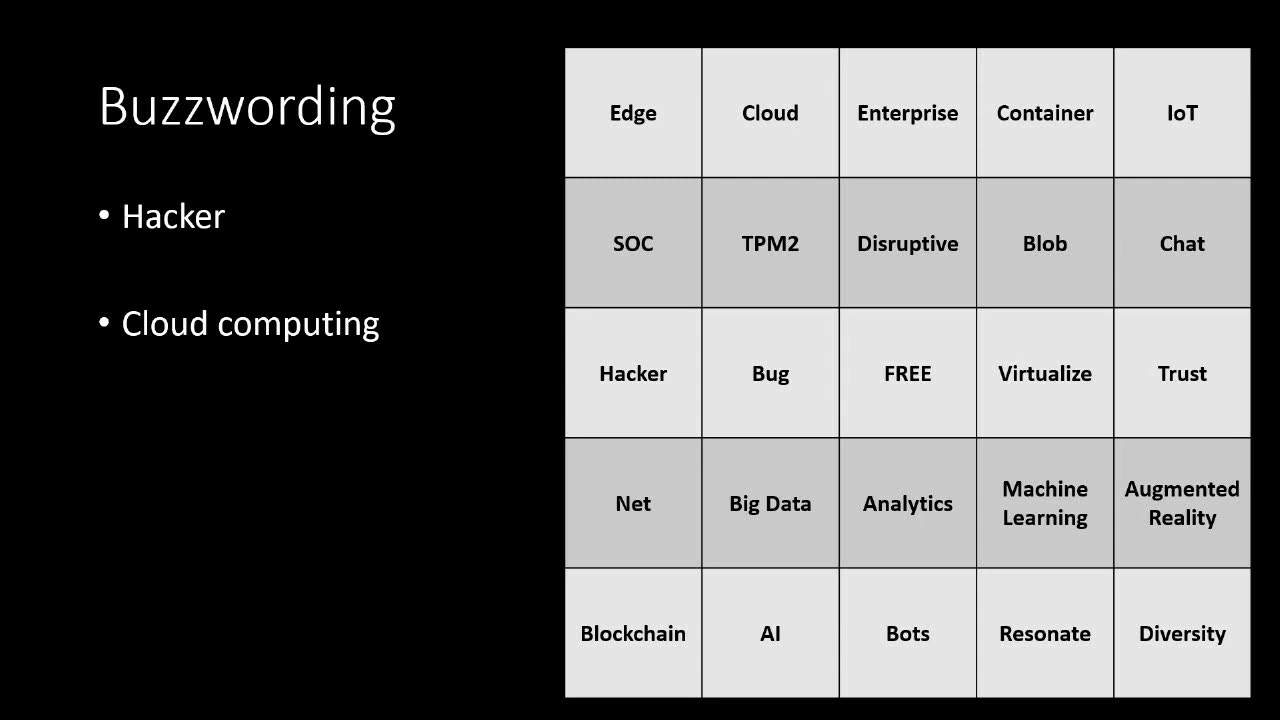 Buzzwording
• Hacker
• Cloud computing
Edge Cloud Enterprise Container IoT
SOC TPM2 Disruptive Blob Chat
Hacker Bug FREE Virtualize Trust
Net Big Data Analytics Machine Learning Augmented Reality
Blockchain AI Bots Resonate Diversity